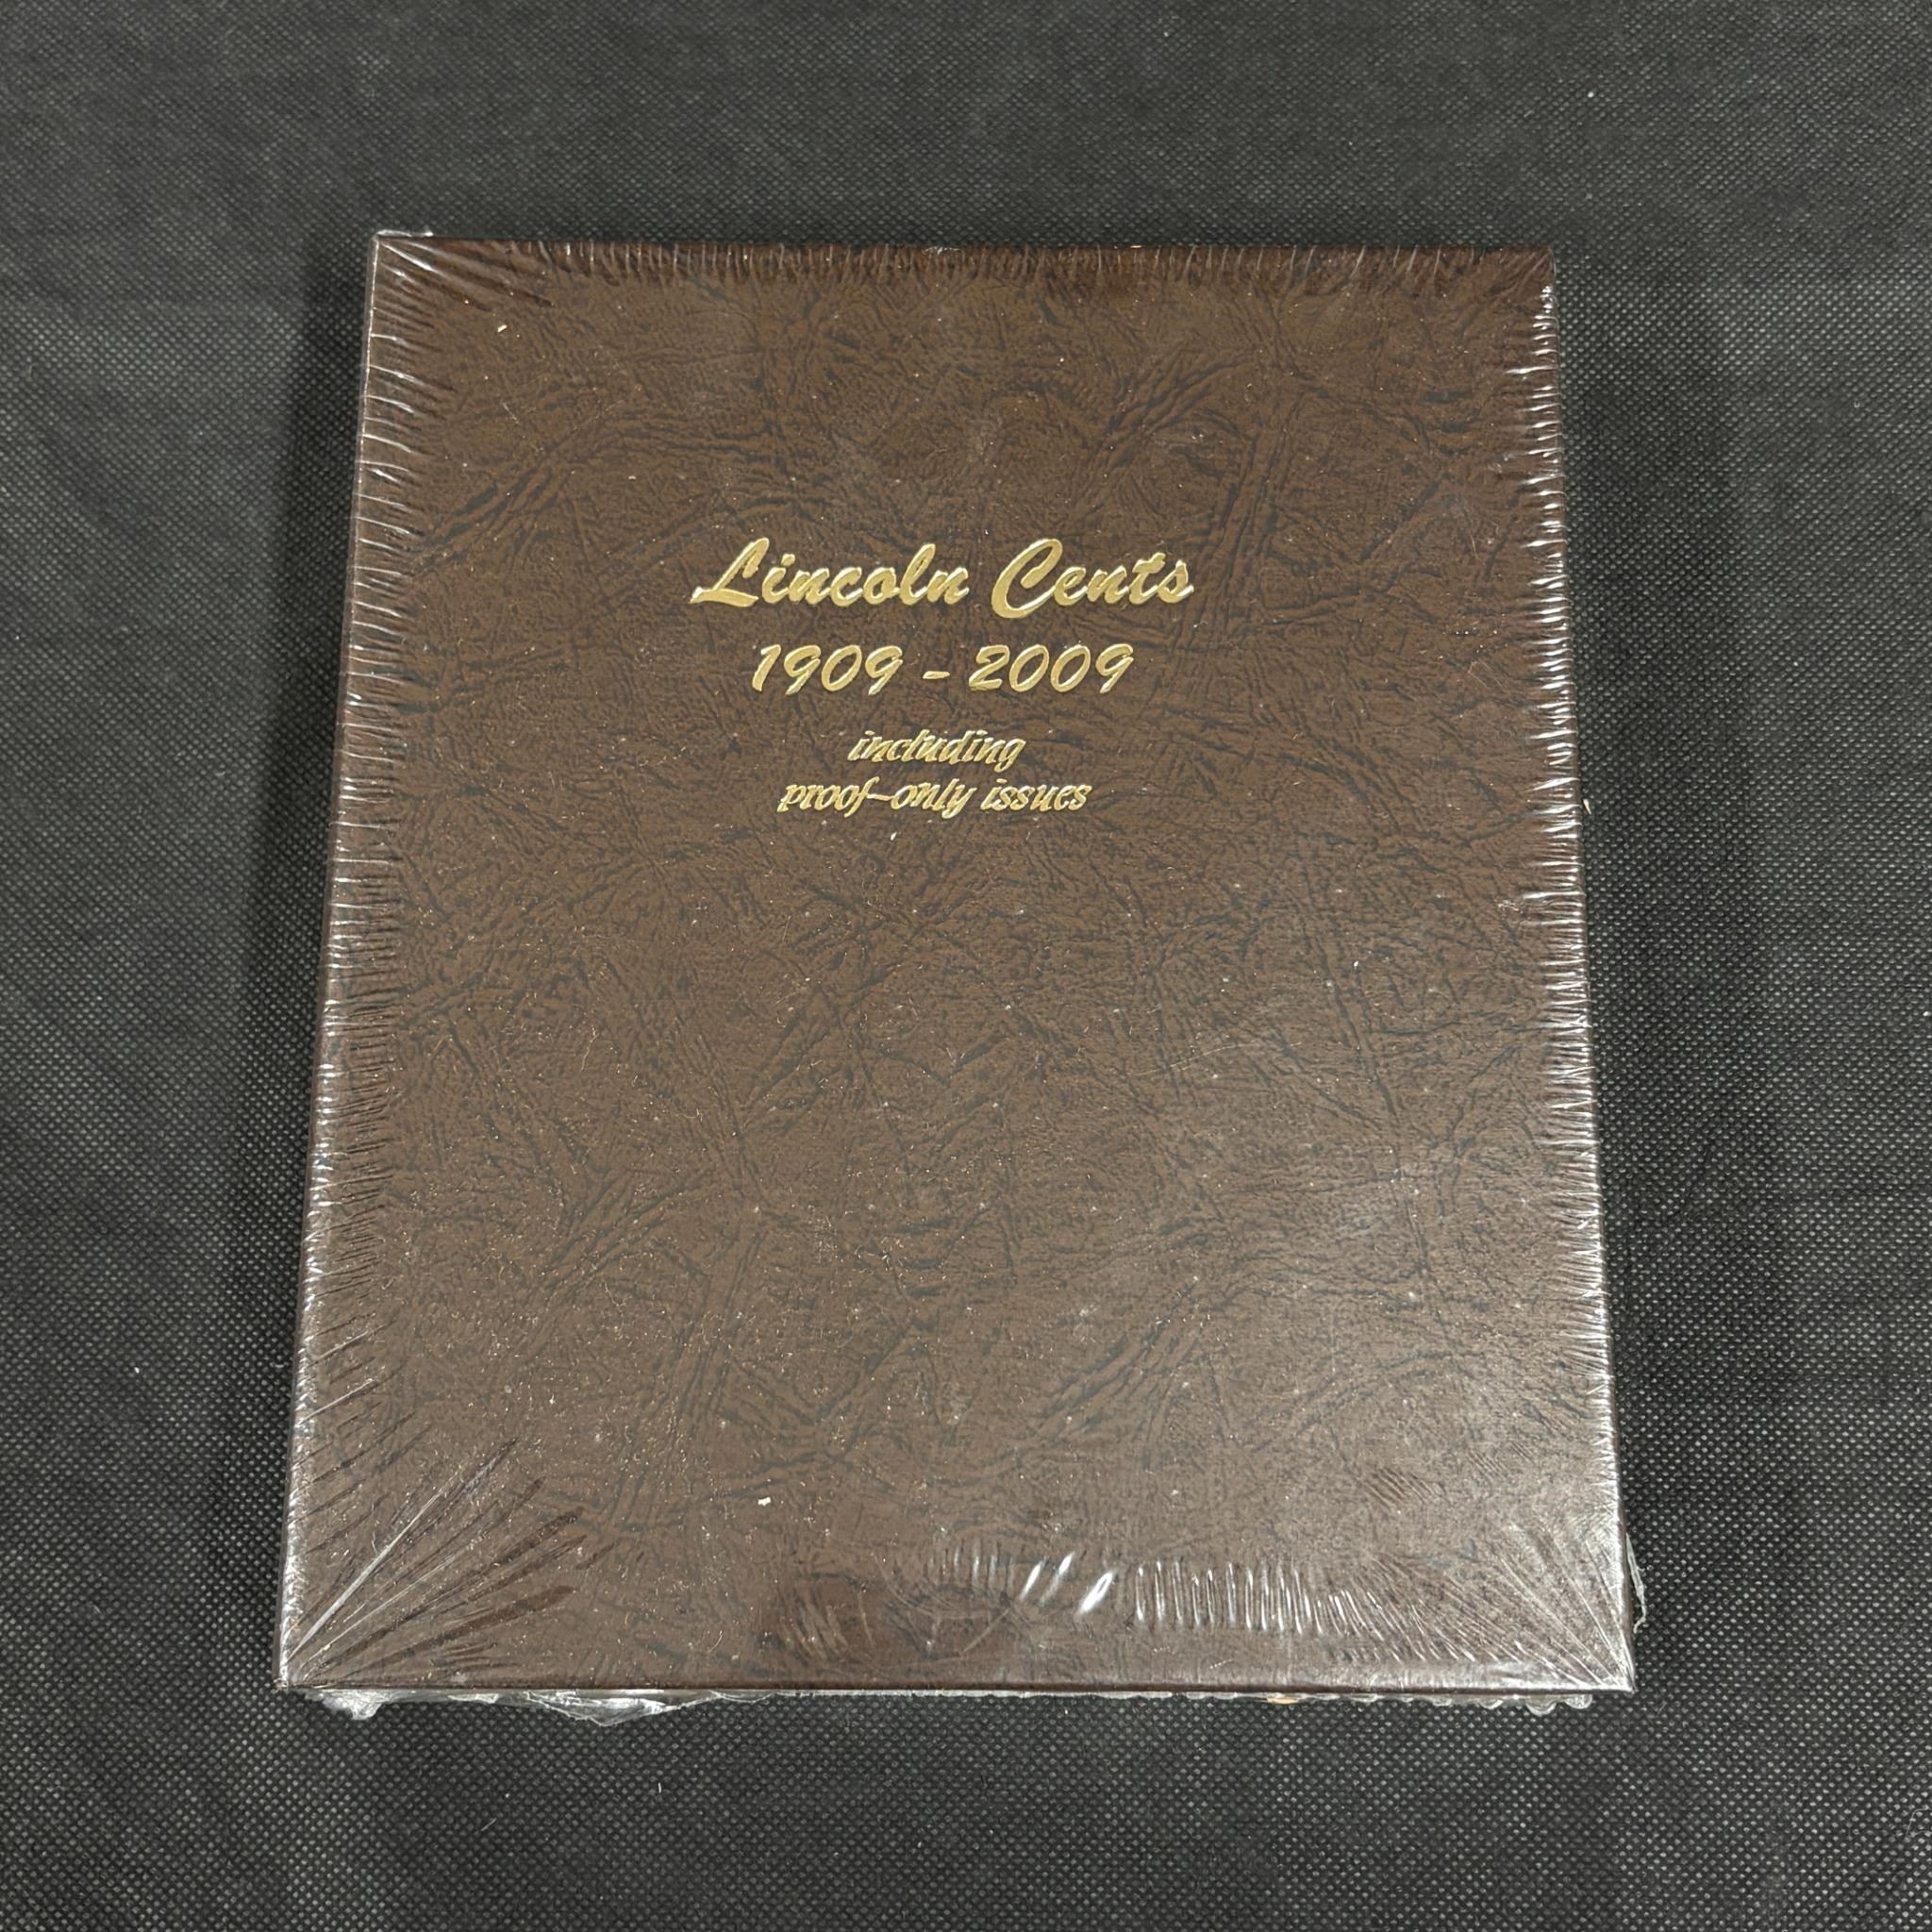 Lincoln Cents
1909 - 2009
including
proof-only issues